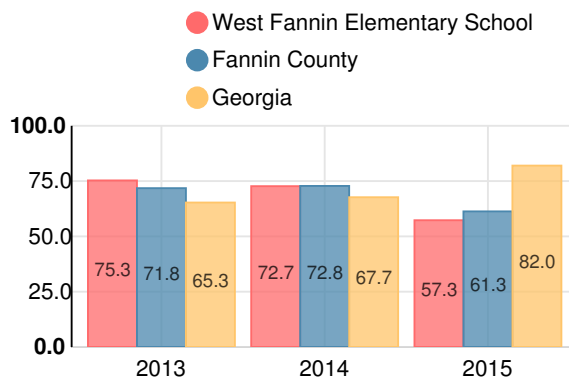 West Fannin Elementary School
Fannin County
Georgia
100.0
75.0
50.0
25.0
0.0
75.3 71.8 65.3 72.7 72.8 67.7 57.3 61.3 82.0
2013 2014 2015